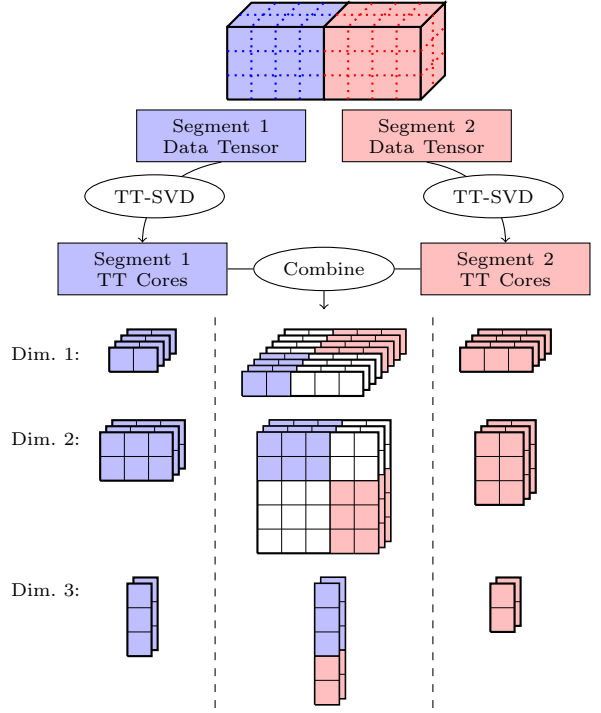 Segment 1
Data Tensor
Segment 2
Data Tensor
TT-SVD
TT-SVD
Segment 1
TT Cores
Combine
Segment 2
TT Cores
Dim. 1:
Dim. 2:
Dim. 3: